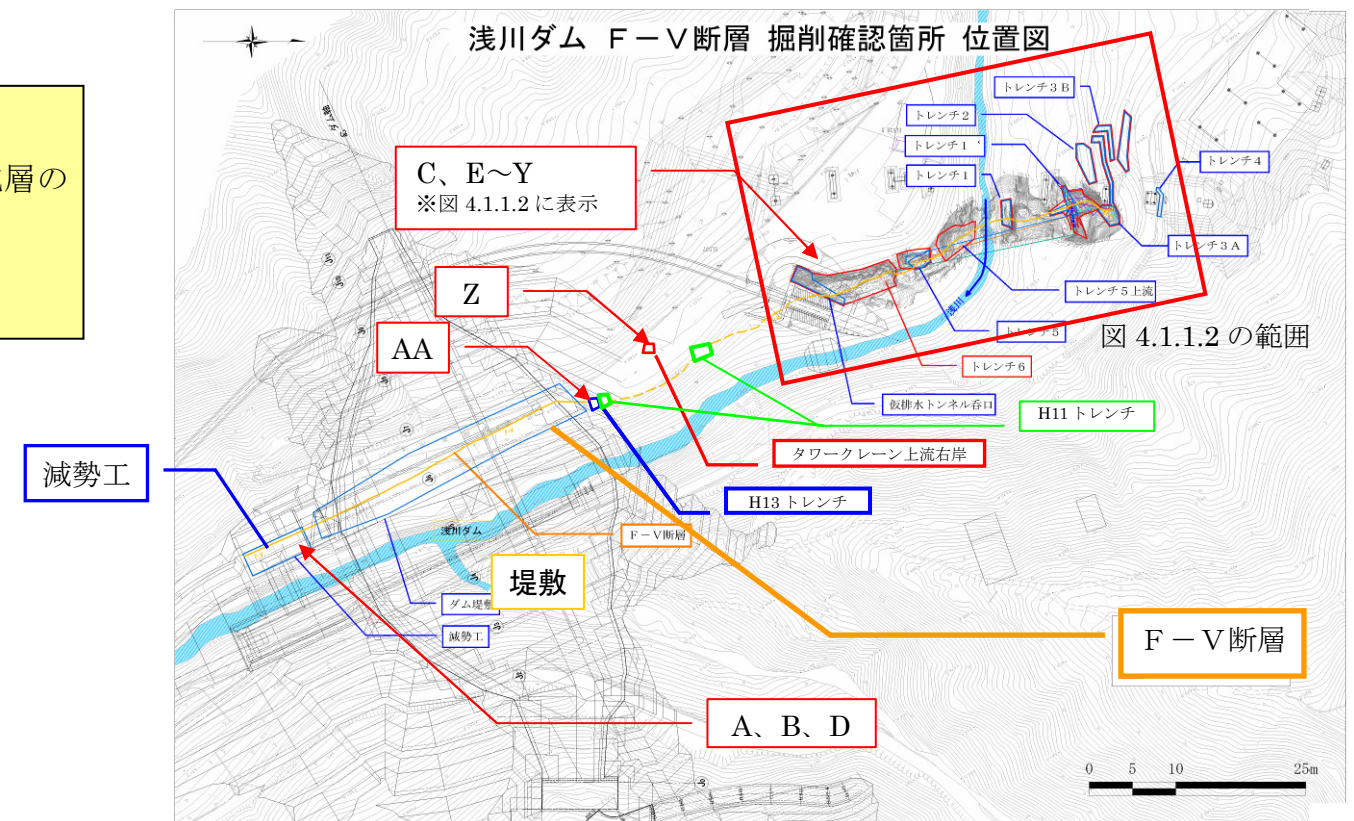 浅川ダム F－Ⅴ断層 掘削確認箇所 位置図
層の
C、E～Y
※図 4.1.1.2 に表示
トレンチ3B
トレンチ2
トレンチ1‘
トレンチ1
トレンチ4
トレンチ3A
トレンチ5上流
トレンチ5
トレンチ6
図 4.1.1.2 の範囲
浅川
仮排水トンネル呑口
Z
AA
H11 トレンチ
タワークレーン上流右岸
H13 トレンチ
減勢工
浅川ダム
F－Ⅴ断層
堤敷
ダム堤敷
減勢工
F－Ⅴ断層
A、B、D
0 5 10 25m